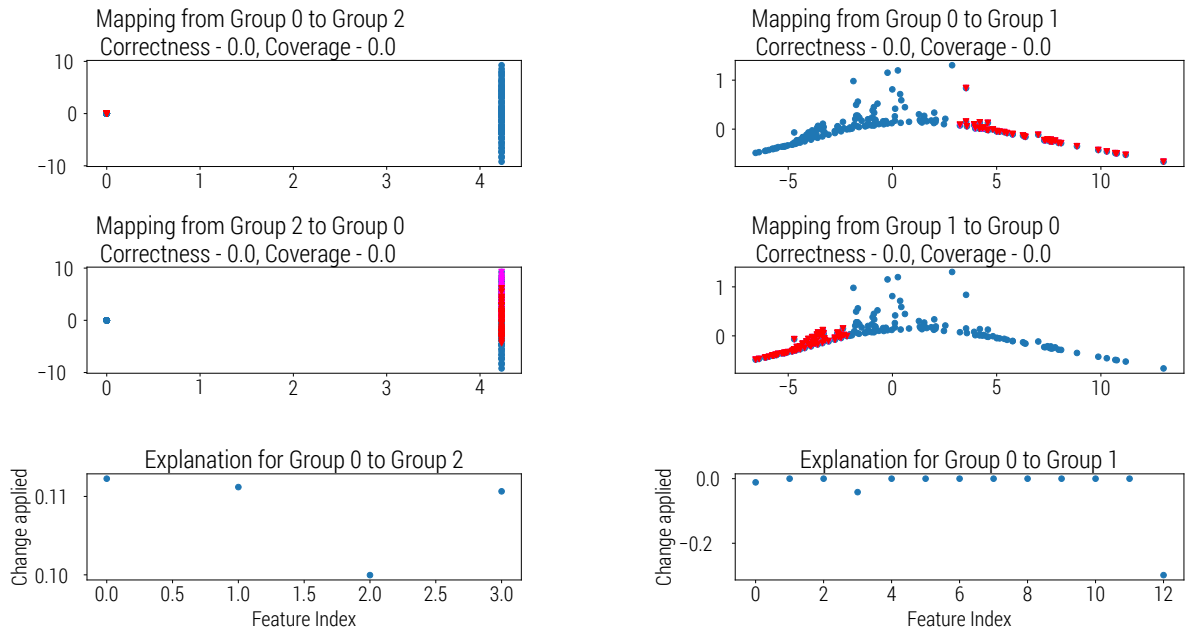 Mapping from Group 0 to Group 2
Correctness - 0.0, Coverage - 0.0
10
0
−10
0 1 2 3 4
Mapping from Group 0 to Group 1
Correctness - 0.0, Coverage - 0.0
1
0
−5 0 5 10
Mapping from Group 2 to Group 0
Correctness - 0.0, Coverage - 0.0
10
0
−10
0 1 2 3 4
Mapping from Group 1 to Group 0
Correctness - 0.0, Coverage - 0.0
1
0
−5 0 5 10
Explanation for Group 0 to Group 2
Change applied
0.11
0.10
0.0 0.5 1.0 1.5 2.0 2.5 3.0
Feature Index
Explanation for Group 0 to Group 1
Change applied
0.0
−0.2
0 2 4 6 8 10 12
Feature Index